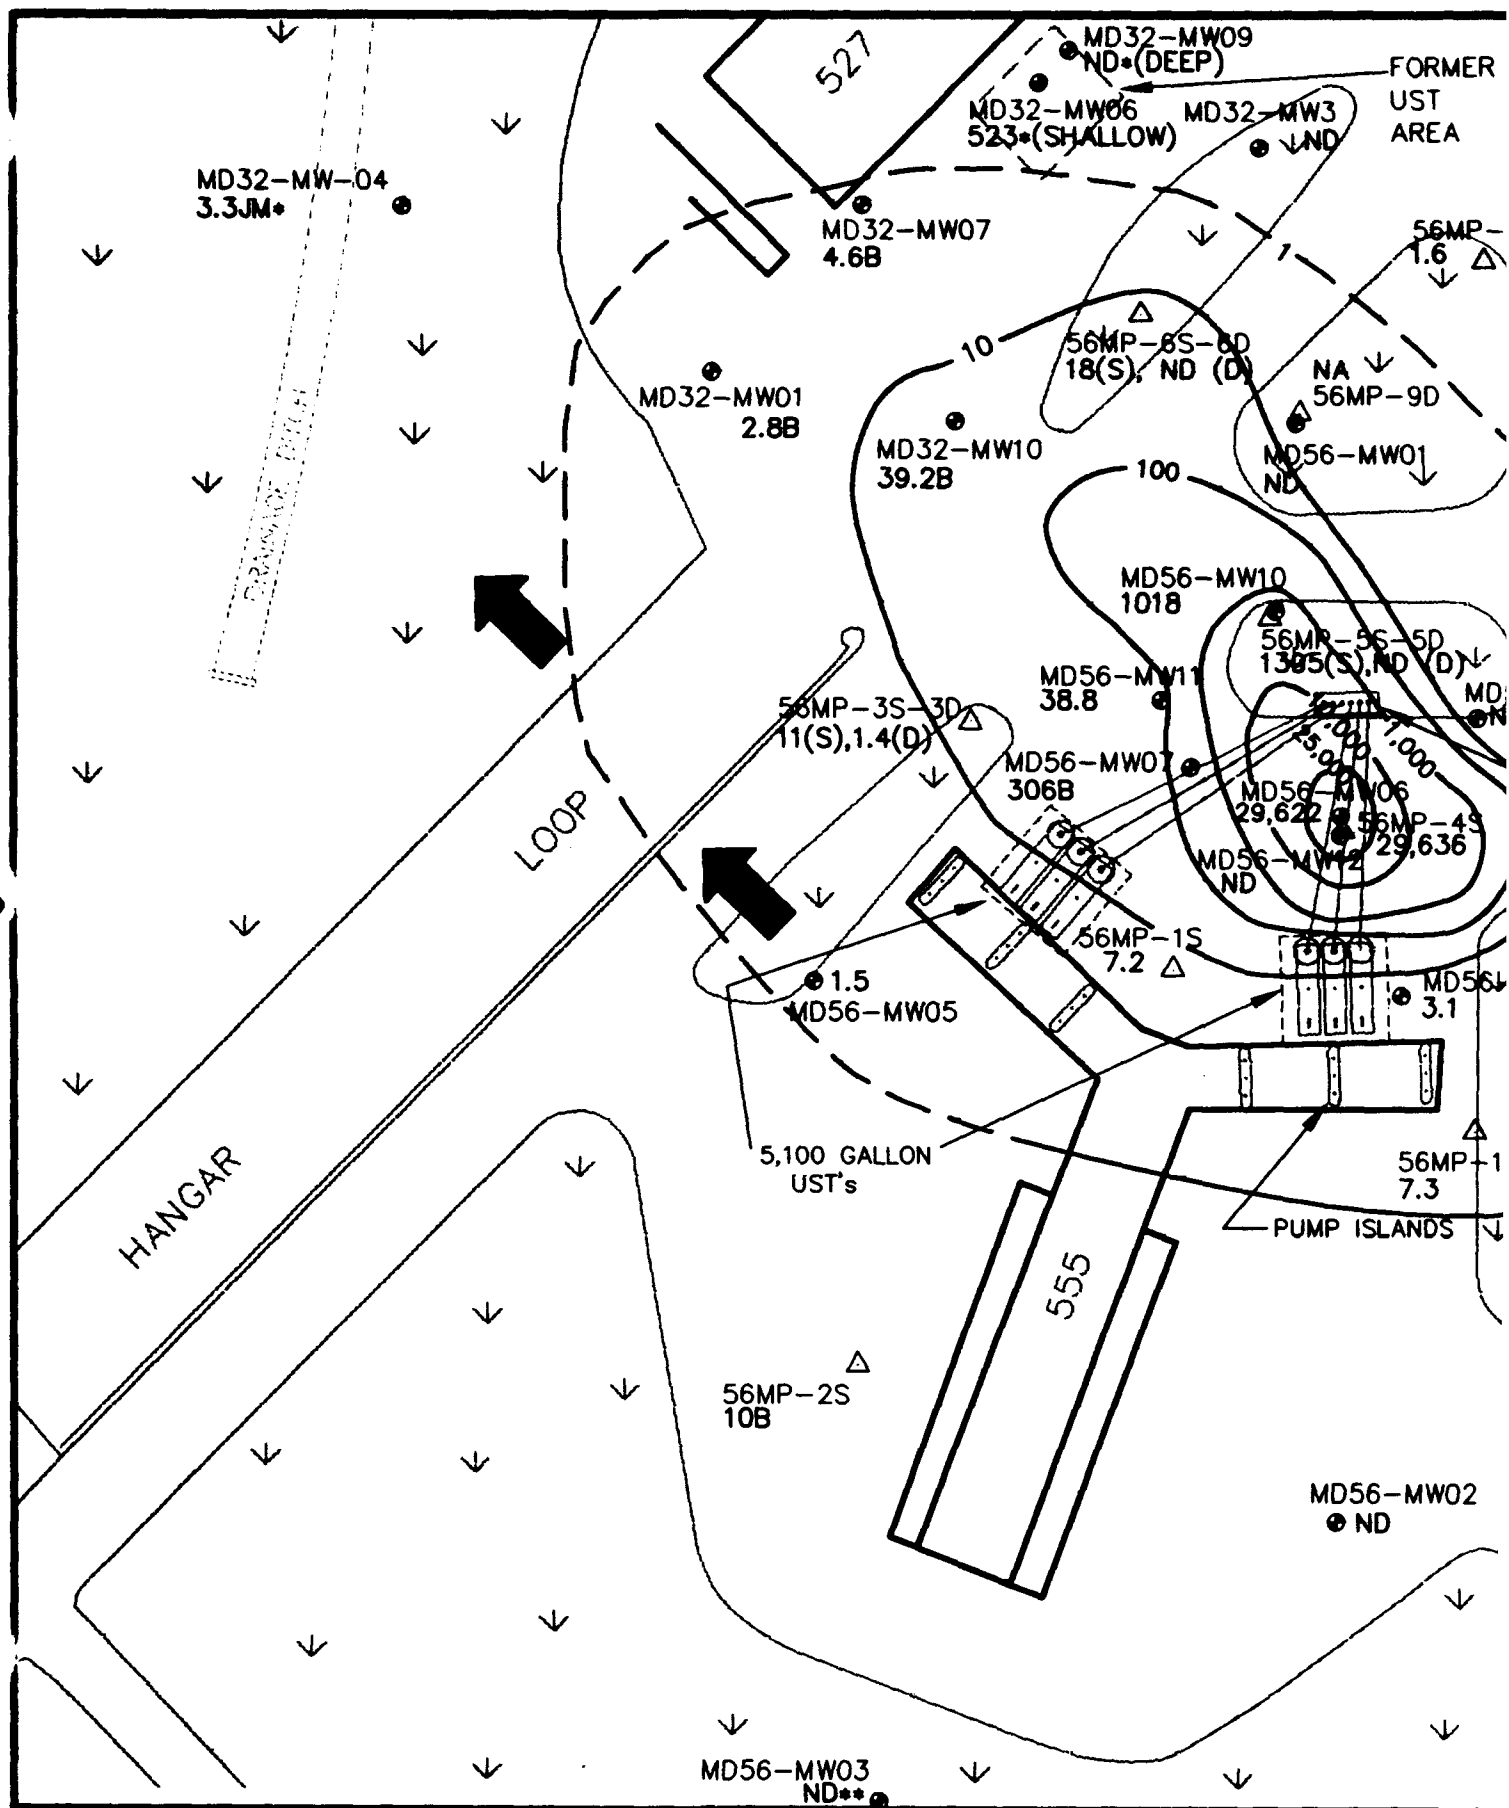 527
MD32-MW09
ND*(DEEP)
FORMER
UST
AREA
MD32-MW06
523*(SHALLOW)
MD32-MW3
ND
MD32-MW-04
3.3JM*
MD32-MW07
4.6B
1
56MP-
1.6
10
56MP-6S-6D
18(S), ND (D)
NA
56MP-9D
MD32-MW01
2.8B
MD32-MW10
39.2B
MD56-MW01
ND
100
DRAINAGE DITCH
MD56-MW10
1018
56MP-5S-5D
(S),ND (D)
MD56-MW11
38.8
MD
N
56MP-3S-3D
11(S),1.4(D)
1,000
25,000
MD56-MW07
306B
MD56-MW06
29,622
56MP-4S
29,636
MD56-MW12
ND
LOOP
56MP-1S
7.2
1.5
MD56-MW05
MD56-
3.1
5,100 GALLON
UST's
HANGAR
56MP-1
7.3
PUMP ISLANDS
555
56MP-2S
10B
MD56-MW02
ND
MD56-MW03
ND**